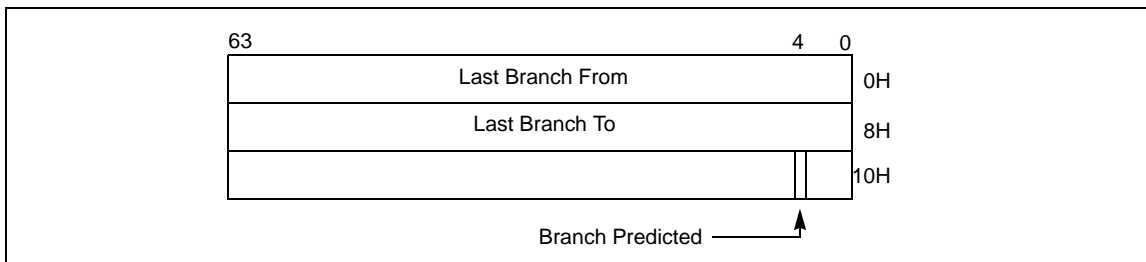 63 4 0
Last Branch From 0H
Last Branch To 8H
10H
Branch Predicted